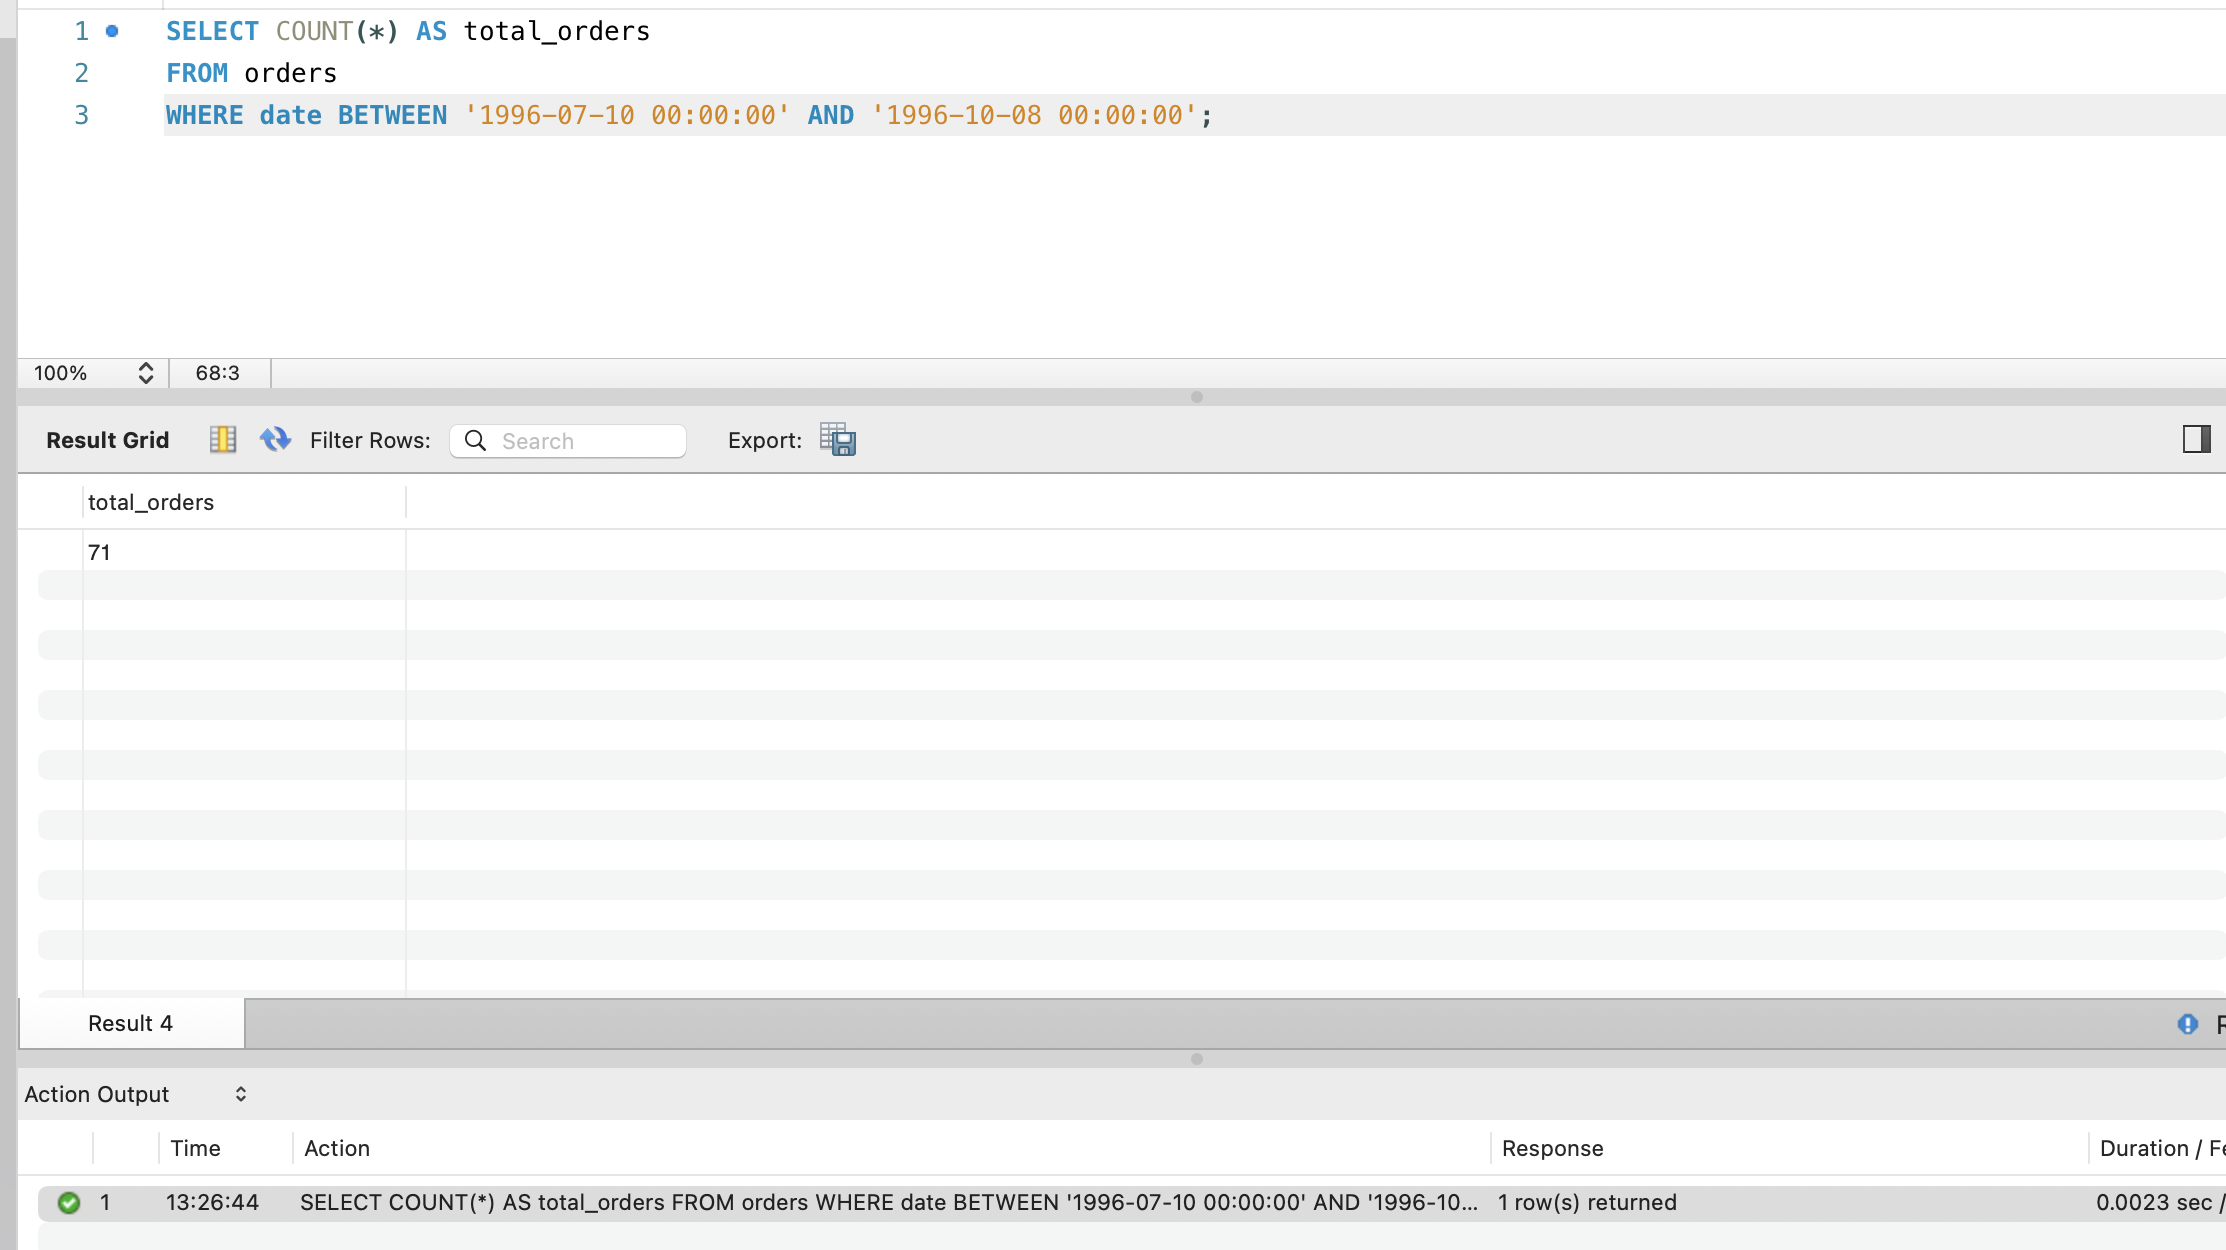 1 SELECT COUNT(*) AS total_orders
2 FROM orders
3 WHERE date BETWEEN '1996-07-10 00:00:00' AND '1996-10-08 00:00:00';
100% 68:3
Result Grid Filter Rows: Search Export:
total_orders
71
Result 4
Action Output
Time Action Response Duration /
1 13:26:44 SELECT COUNT(*) AS total_orders FROM orders WHERE date BETWEEN '1996-07-10 00:00:00' AND '1996-10... 1 row(s) returned 0.0023 sec /